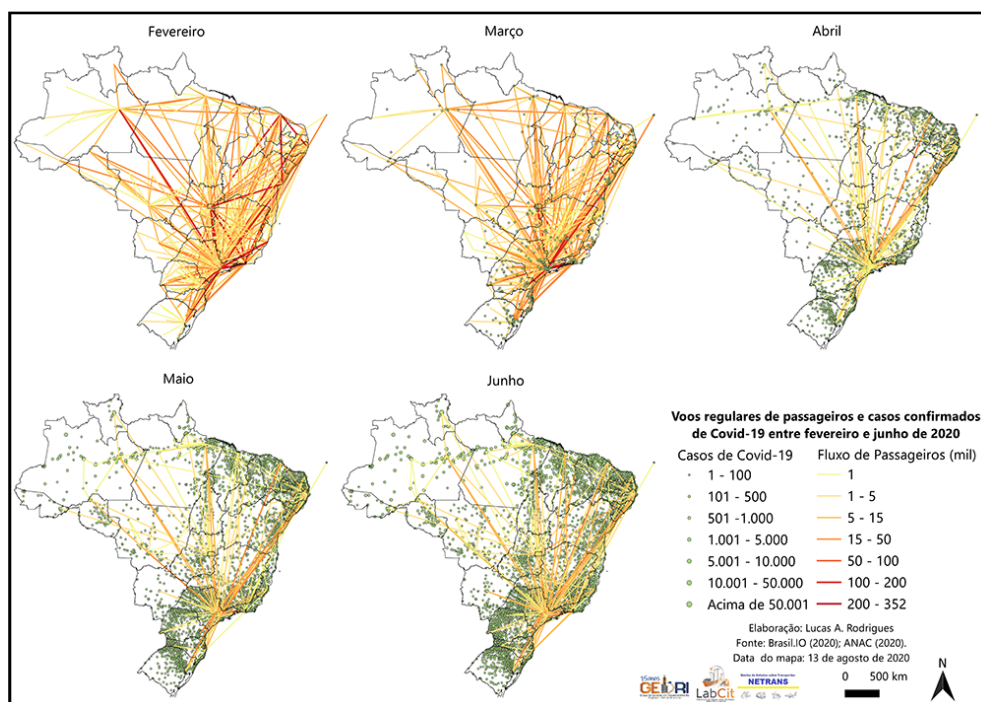 Fevereiro
Março
Abril
Maio
Junho
Voos regulares de passageiros e casos confirmados
de Covid-19 entre fevereiro e junho de 2020
Casos de Covid-19
Fluxo de Passageiros (mil)
1 - 100
1
101 - 500
1 - 5
501 -1.000
5 - 15
1.001 - 5.000
15 - 50
5.001 - 10.000
50 - 100
10.001 - 50.000
100 - 200
Acima de 50.001
200 - 352
Elaboração: Lucas A. Rodrigues
Fonte: Brasil.IO (2020); ANAC (2020).
Data do mapa: 13 de agosto de 2020
N
0 500 km
15anos
LabCit
NETRANS